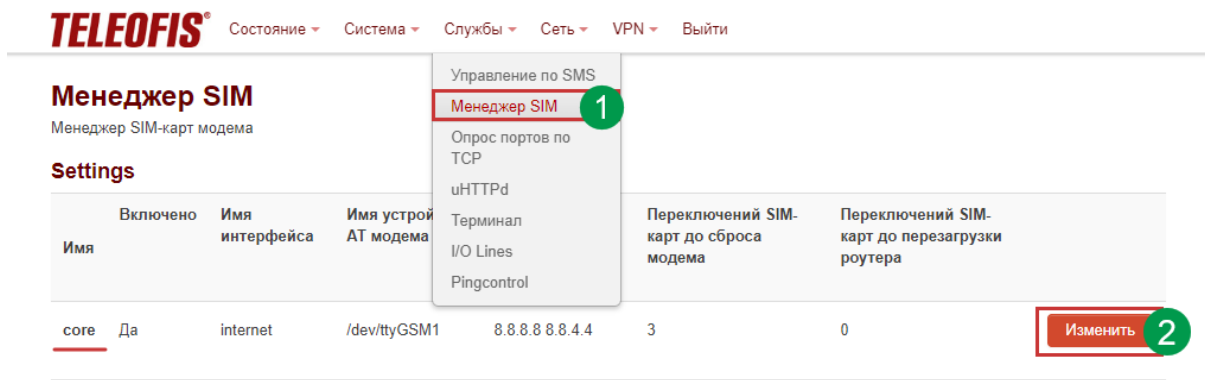 TELEOFIS® Состояние Система Службы Сеть VPN Выйти
Управление по SMS
Менеджер SIM
1
Опрос портов по
TCP
uHTTPd
Терминал
I/O Lines
Pingcontrol
Менеджер SIM
Менеджер SIM-карт модема
Settings
Имя
Включено
Имя
интерфейса
Имя устрой
AT модема
Переключений SIM-
карт до сброса
модема
Переключений SIM-
карт до перезагрузки
роутера
core Да internet /dev/ttyGSM1 8.8.8.8 8.8.4.4 3 0 Изменить 2